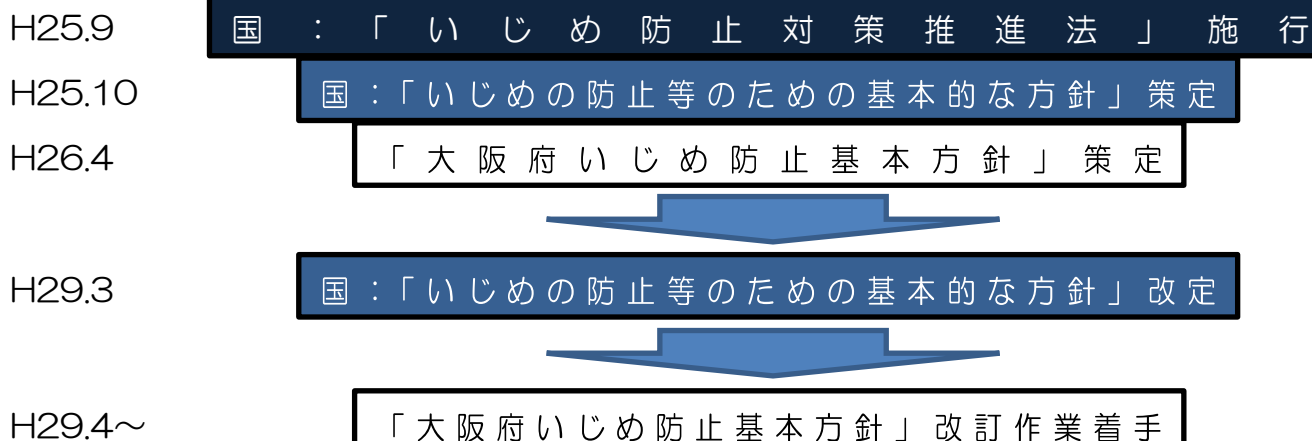 H25.9 国：「いじめ防止対策推進法」施行
H25.10 国：「いじめの防止等のための基本的な方針」策定
H26.4 「大阪府いじめ防止基本方針」策定
H29.3 国：「いじめの防止等のための基本的な方針」改定
H29.4～ 「大阪府いじめ防止基本方針」改訂作業着手